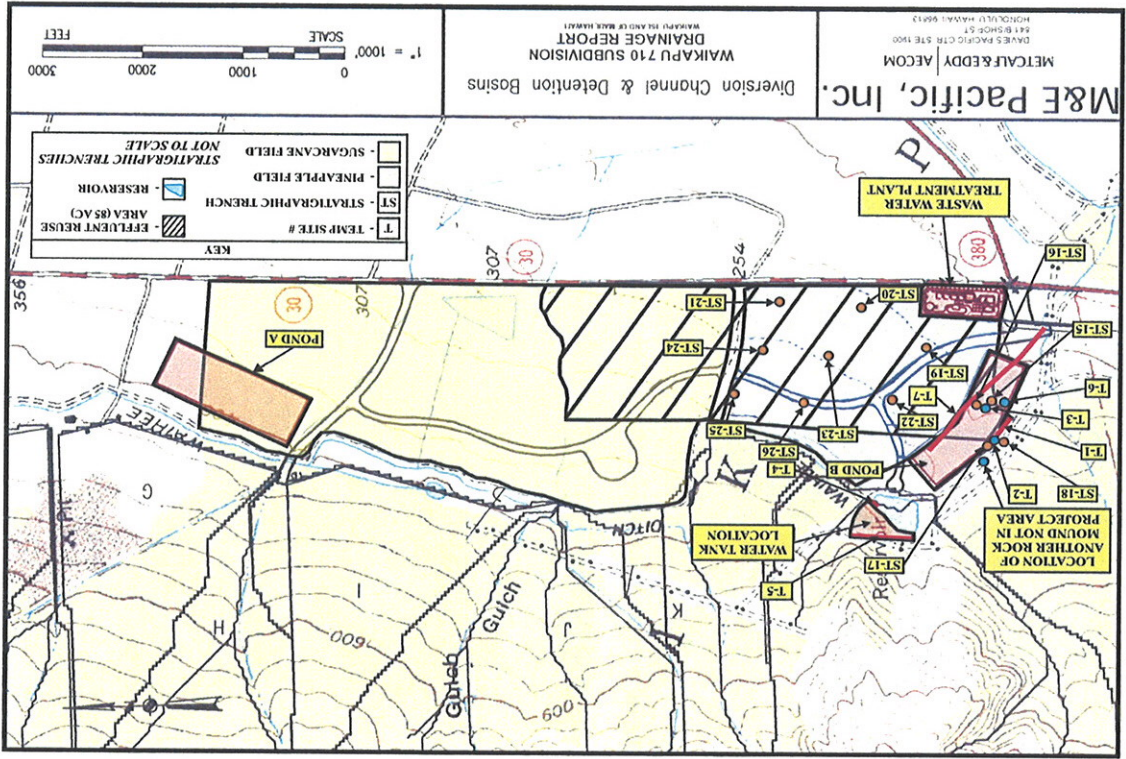 M&E Pacific, Inc.
METCALF & EDDY | AECOM
DAVIES PACIFIC CTR. STE 1900
841 BISHOP ST
HONOLULU HAWAII 96813
Diversion Channel & Detention Basins
WAIKAPU 710 SUBDIVISION
DRAINAGE REPORT
WAIKAPU ISLAND OF MAUI, HAWAII
1" = 1000'
0 1000 2000 3000
SCALE FEET
KEY
T - TEMP SITE #
ST - STRATIGRAPHIC TRENCH
- PINEAPPLE FIELD
- SUGARCANE FIELD
- EFFLUENT REUSE
AREA (85 AC)
- RESERVOIR
STRATIGRAPHIC TRENCHES
NOT TO SCALE
P
WASTE WATER
TREATMENT PLANT
380
ST-16
ST-15
T-6
T-3
T-1
ST-18
T-2
LOCATION OF
ANOTHER ROCK
MOUND NOT IN
PROJECT AREA
T-7
ST-19
ST-20
ST-21
ST-22
ST-23
ST-24
ST-25
ST-26
T-4
POND B
WATER TANK
LOCATION
Reservoir
ST-17
T-5
254
307
30
307
30
356
POND A
WAIHEE
DITCH
K
G
H
I
J
K
Gulch
Gulch
600
600